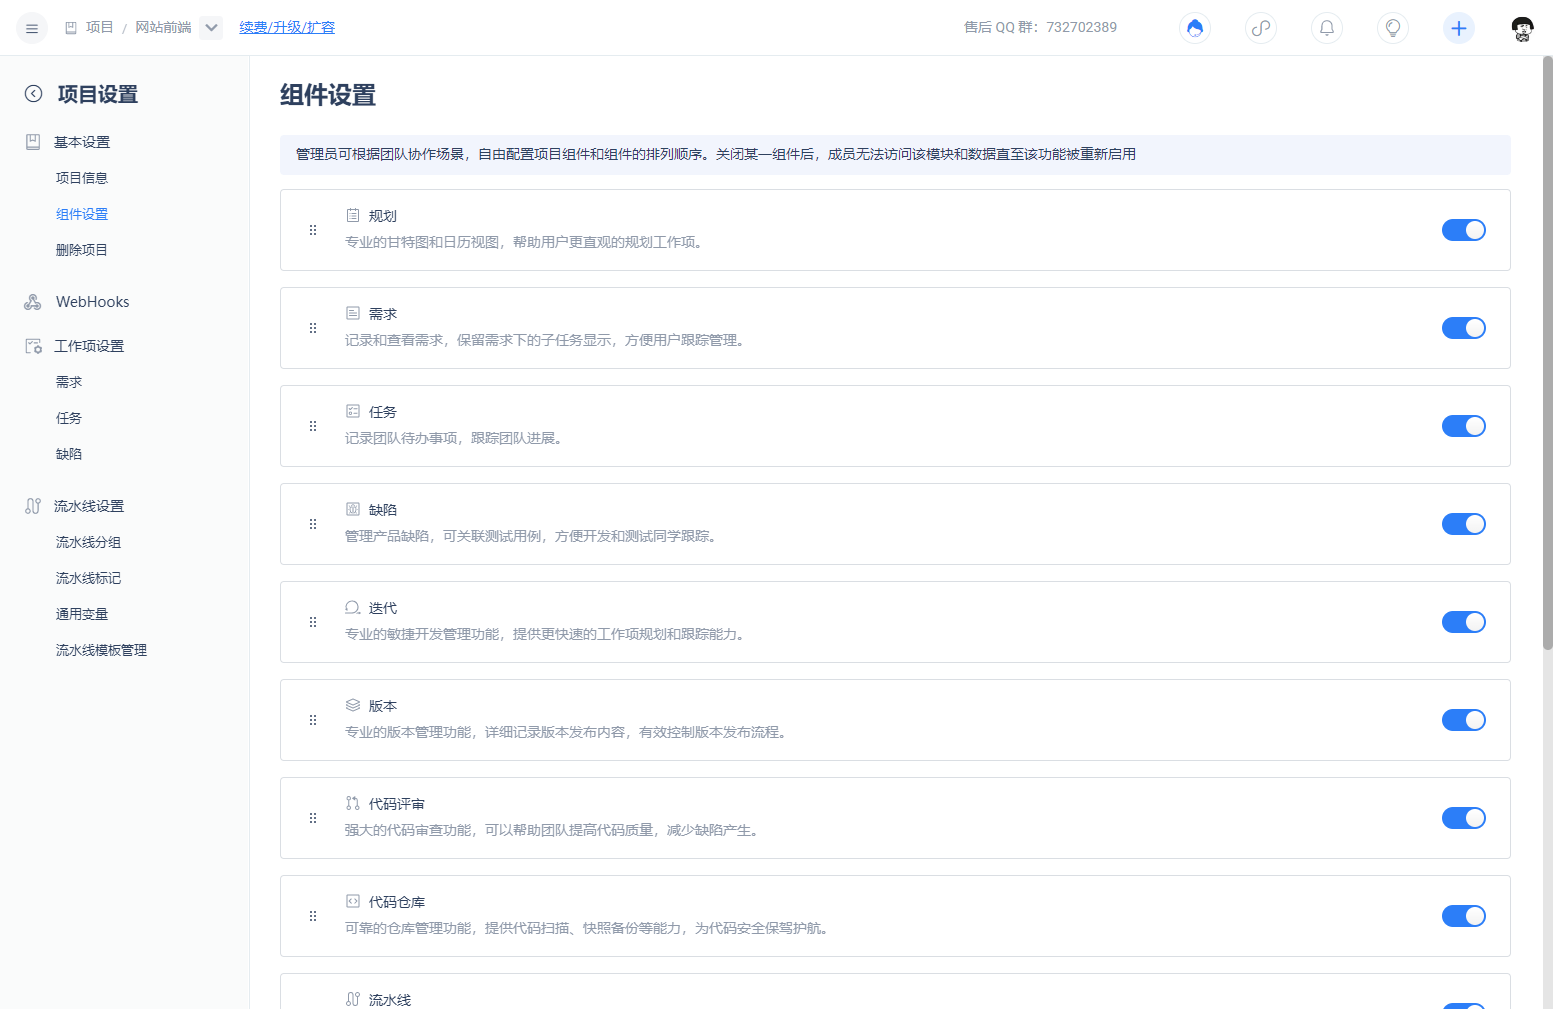 项目 / 网站前端 续费/升级/扩容 售后 QQ 群：732702389
项目设置
基本设置
项目信息
组件设置
删除项目
WebHooks
工作项设置
需求
任务
缺陷
流水线设置
流水线分组
流水线标记
通用变量
流水线模板管理
组件设置
管理员可根据团队协作场景，自由配置项目组件和组件的排列顺序。关闭某一组件后，成员无法访问该模块和数据直至该功能被重新启用
规划
专业的甘特图和日历视图，帮助用户更直观的规划工作项。
需求
记录和查看需求，保留需求下的子任务显示，方便用户跟踪管理。
任务
记录团队待办事项，跟踪团队进展。
缺陷
管理产品缺陷，可关联测试用例，方便开发和测试同学跟踪。
迭代
专业的敏捷开发管理功能，提供更快速的工作项规划和跟踪能力。
版本
专业的版本管理功能，详细记录版本发布内容，有效控制版本发布流程。
代码评审
强大的代码审查功能，可以帮助团队提高代码质量，减少缺陷产生。
代码仓库
可靠的仓库管理功能，提供代码扫描、快照备份等能力，为代码安全保驾护航。
流水线